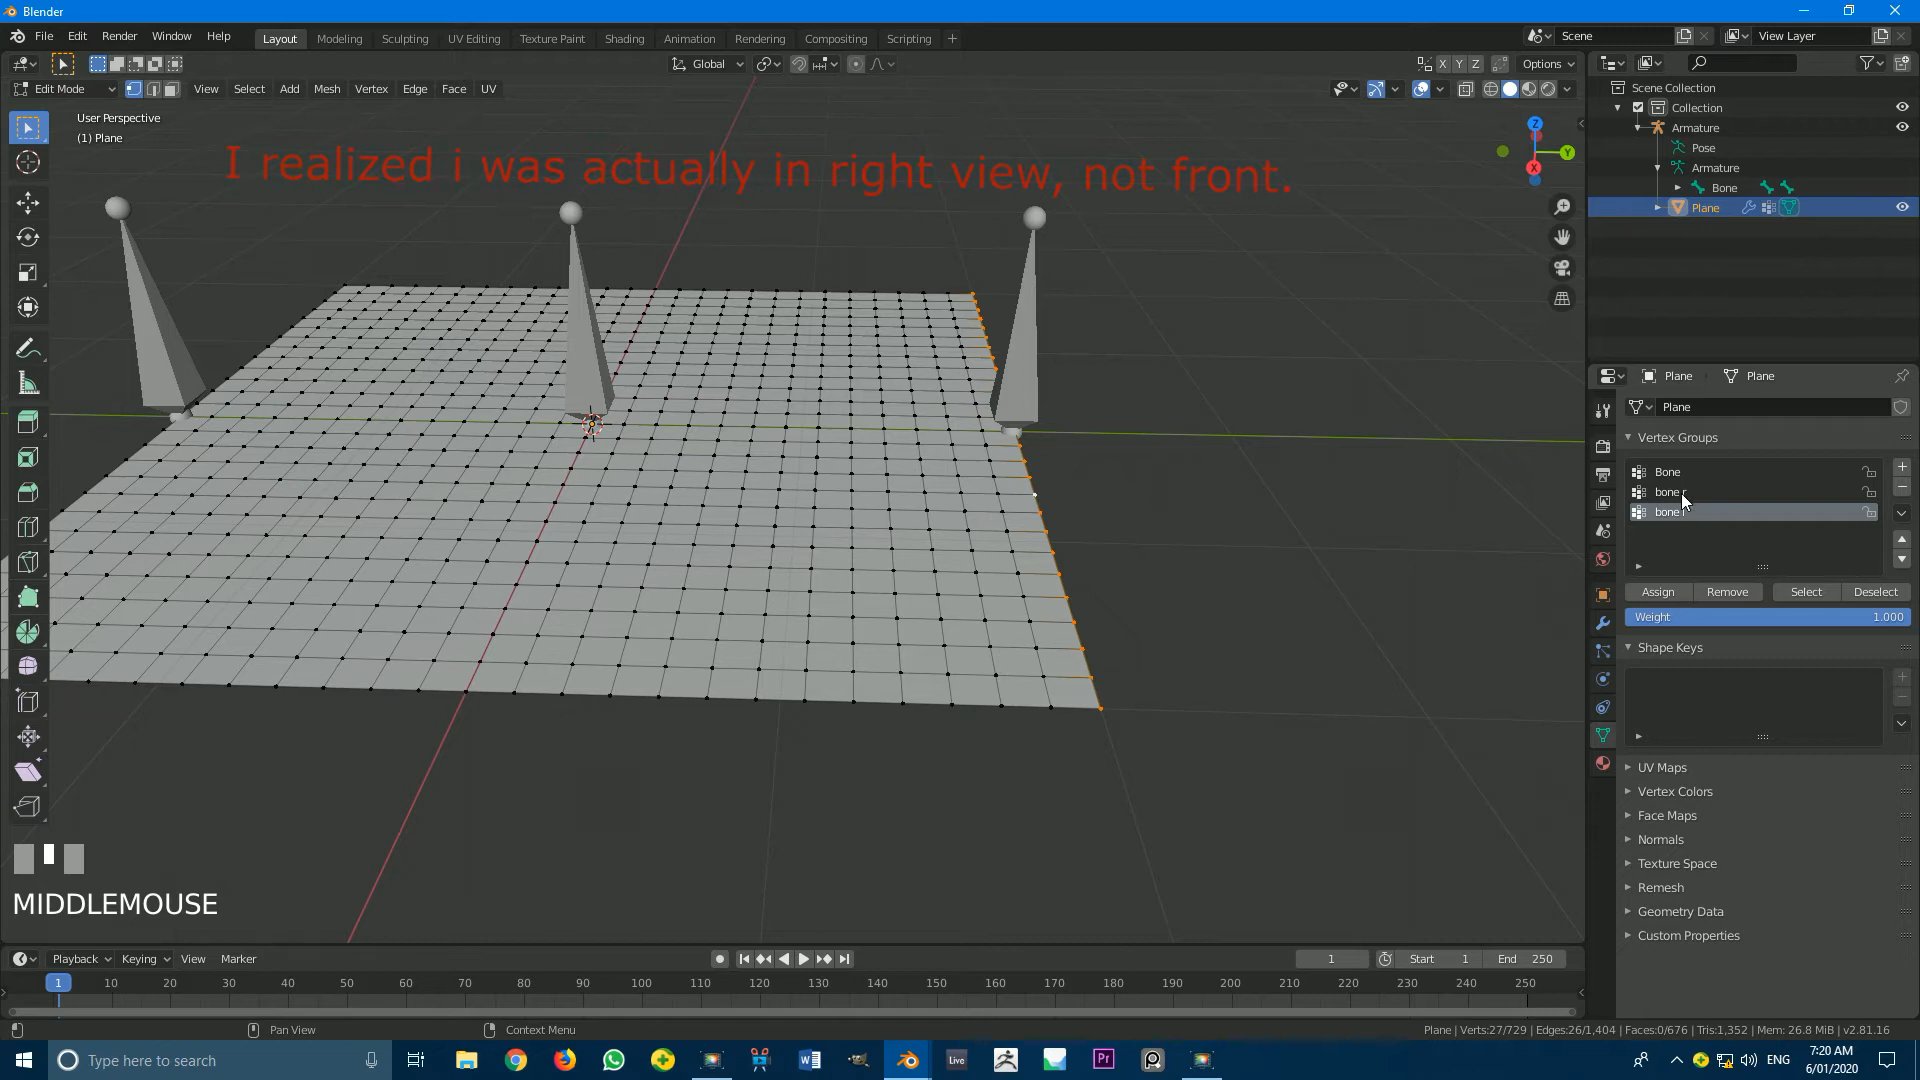 Blender
File Edit Render Window Help
Layout Modeling Sculpting UV Editing Texture Paint Shading Animation Rendering Compositing Scripting
Scene View Layer
Global Options
X Y Z
Edit Mode View Select Add Mesh Vertex Edge Face UV
User Perspective
(1) Plane
I realized i was actually in right view, not front.
Z
Y
X
Scene Collection
Collection
Armature
Pose
Armature
Bone
Plane
Plane Plane
Plane
Vertex Groups
Bone
bone r
bone
Assign Remove Select Deselect
Weight 1.000
Shape Keys
UV Maps
Vertex Colors
Face Maps
Normals
Texture Space
Remesh
Geometry Data
Custom Properties
MIDDLEMOUSE
Playback Keying View Marker
1 Start 1 End 250
1 10 20 30 40 50 60 70 80 90 100 110 120 130 140 150 160 170 180 190 200 210 220 230 240 250
Pan View Context Menu
Plane | Verts:27/729 | Edges:26/1,404 | Faces:0/676 | Tris:1,352 | Mem: 26.8 MiB | v2.81.16
Type here to search
Live
Pr
ENG
7:20 AM
6/01/2020